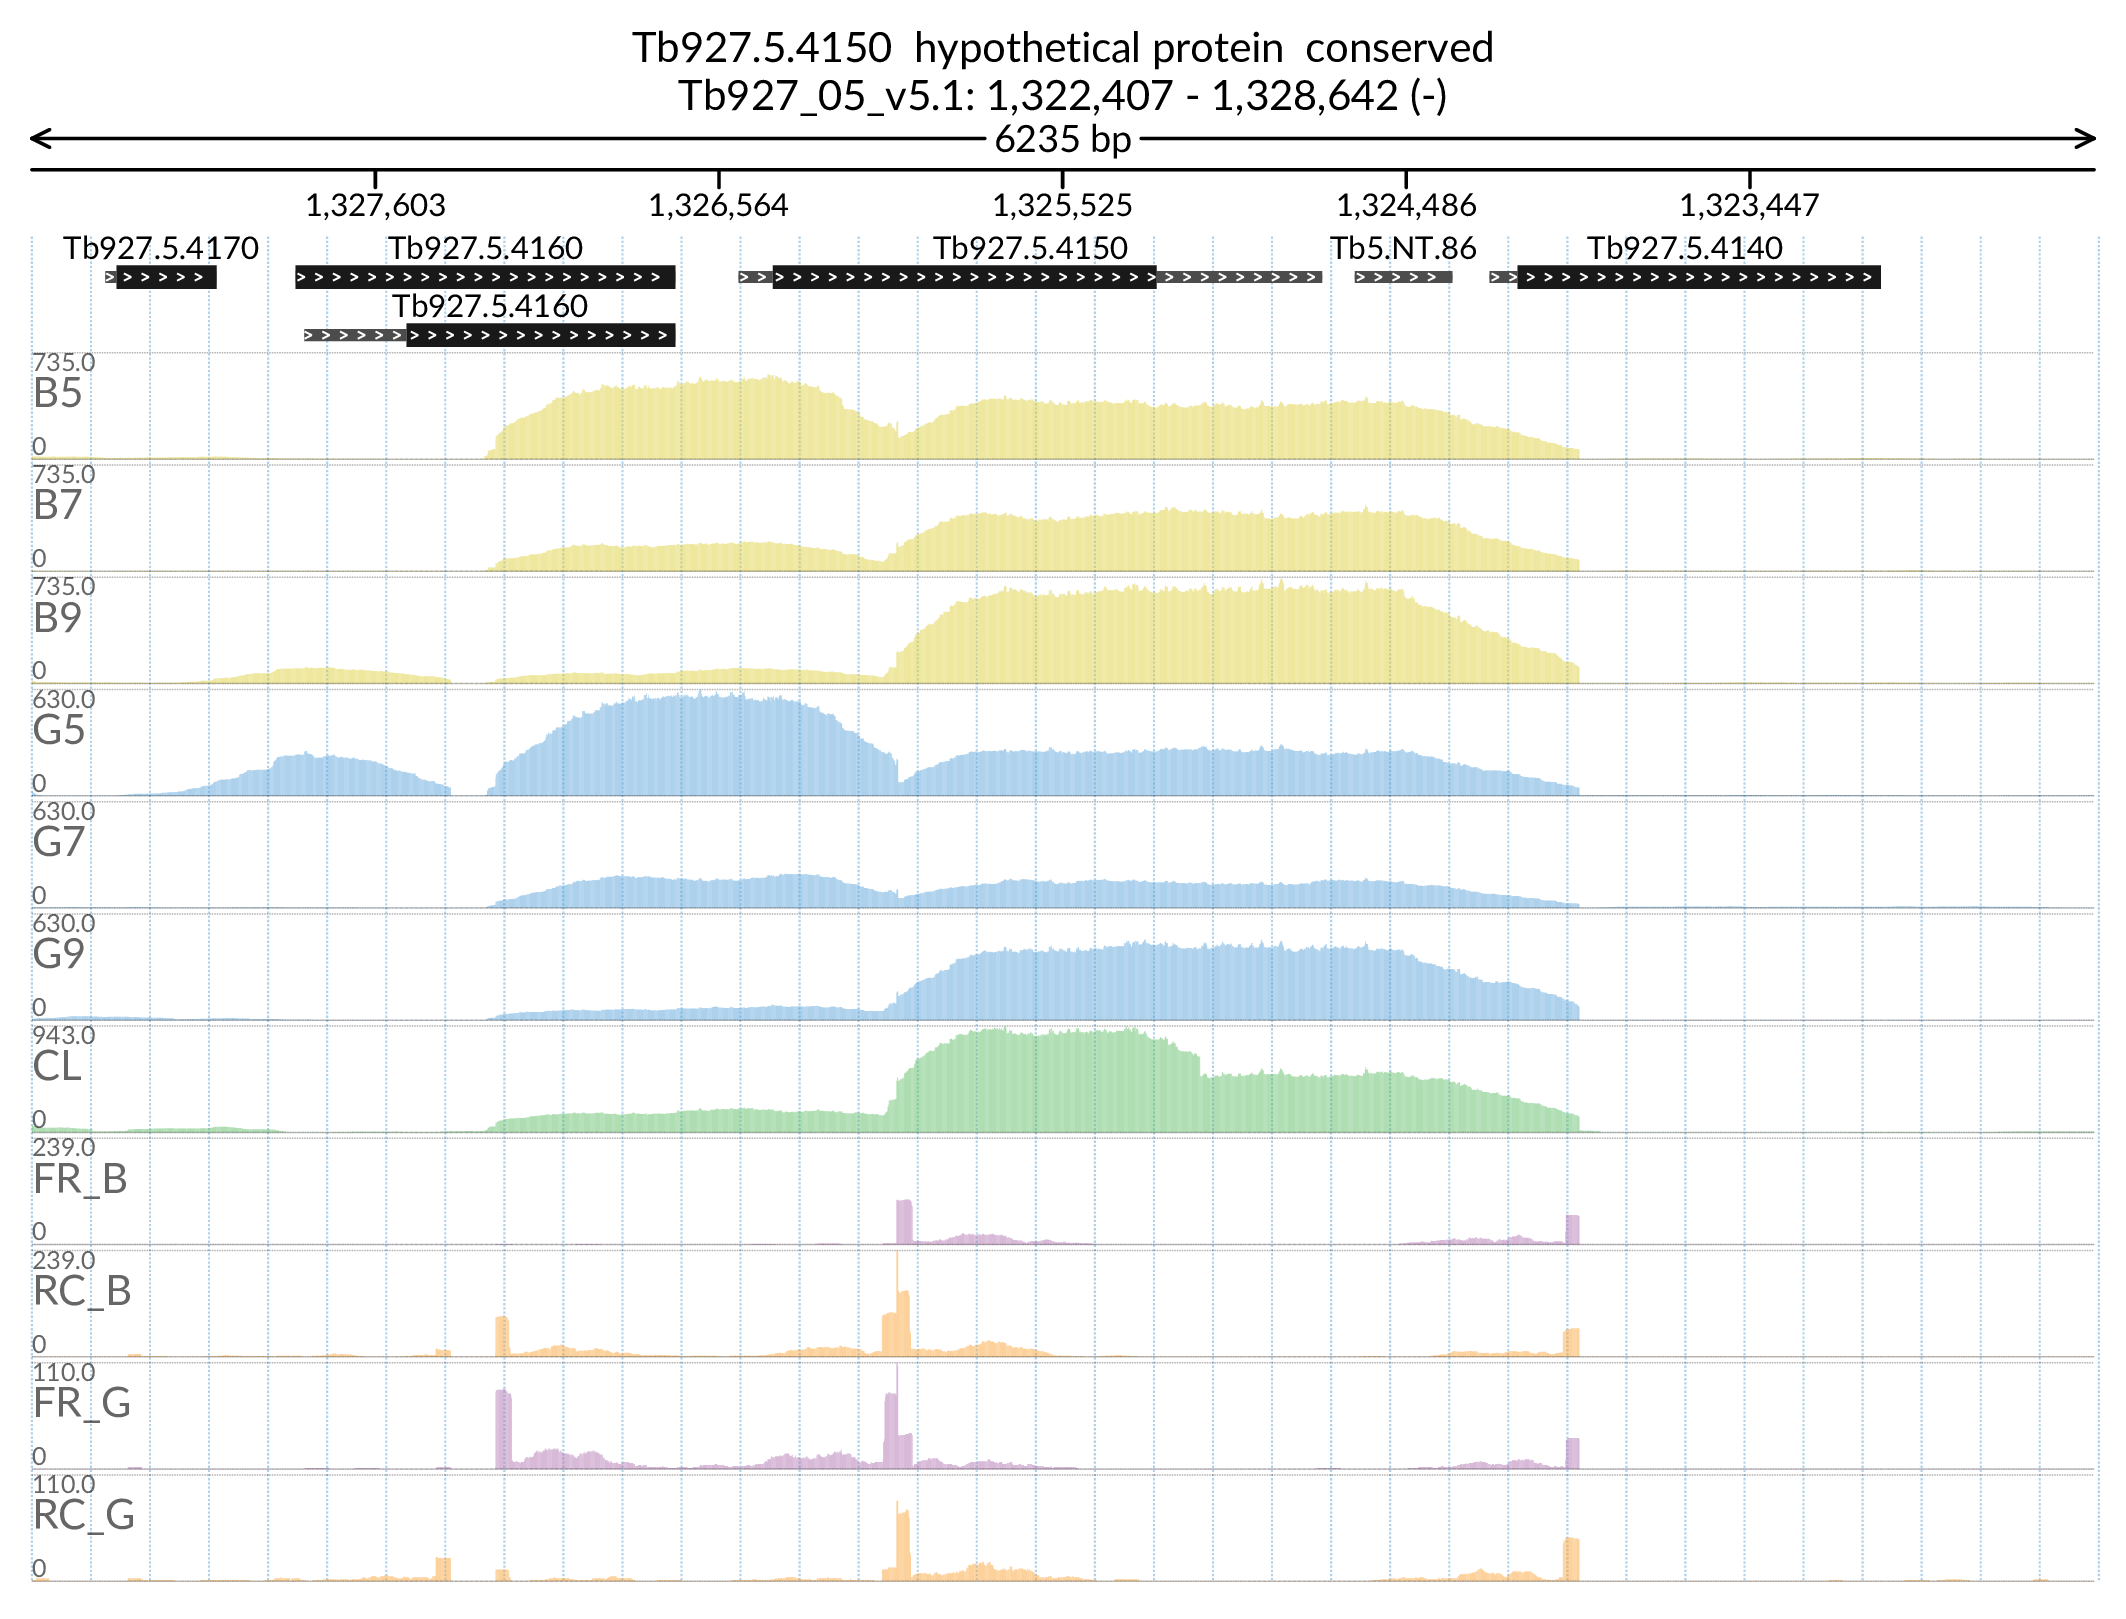 Tb927.5.4150 hypothetical protein conserved
Tb927_05_v5.1: 1,322,407 - 1,328,642 (-)
6235 bp
1,327,603 1,326,564 1,325,525 1,324,486 1,323,447
Tb927.5.4170 Tb927.5.4160 Tb927.5.4150 Tb5.NT.86 Tb927.5.4140
Tb927.5.4160
735.0
B5
0
735.0
B7
0
735.0
B9
0
630.0
G5
0
630.0
G7
0
630.0
G9
0
943.0
CL
0
239.0
FR_B
0
239.0
RC_B
0
110.0
FR_G
0
110.0
RC_G
0